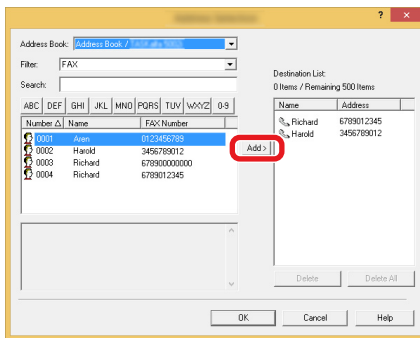 Address Book: Address Book /
Filter: FAX
Search:
ABC DEF GHI JKL MNO PQRS TUV WXYZ 0-9
Number Name FAX Number
0001 Aren 0123456789
0002 Harold 3456789012
0003 Richard 678900000000
0004 Richard 6789012345
Add >
Destination List:
0 Items / Remaining 500 Items
Name Address
Richard 6789012345
Harold 3456789012
Delete Delete All
OK Cancel Help